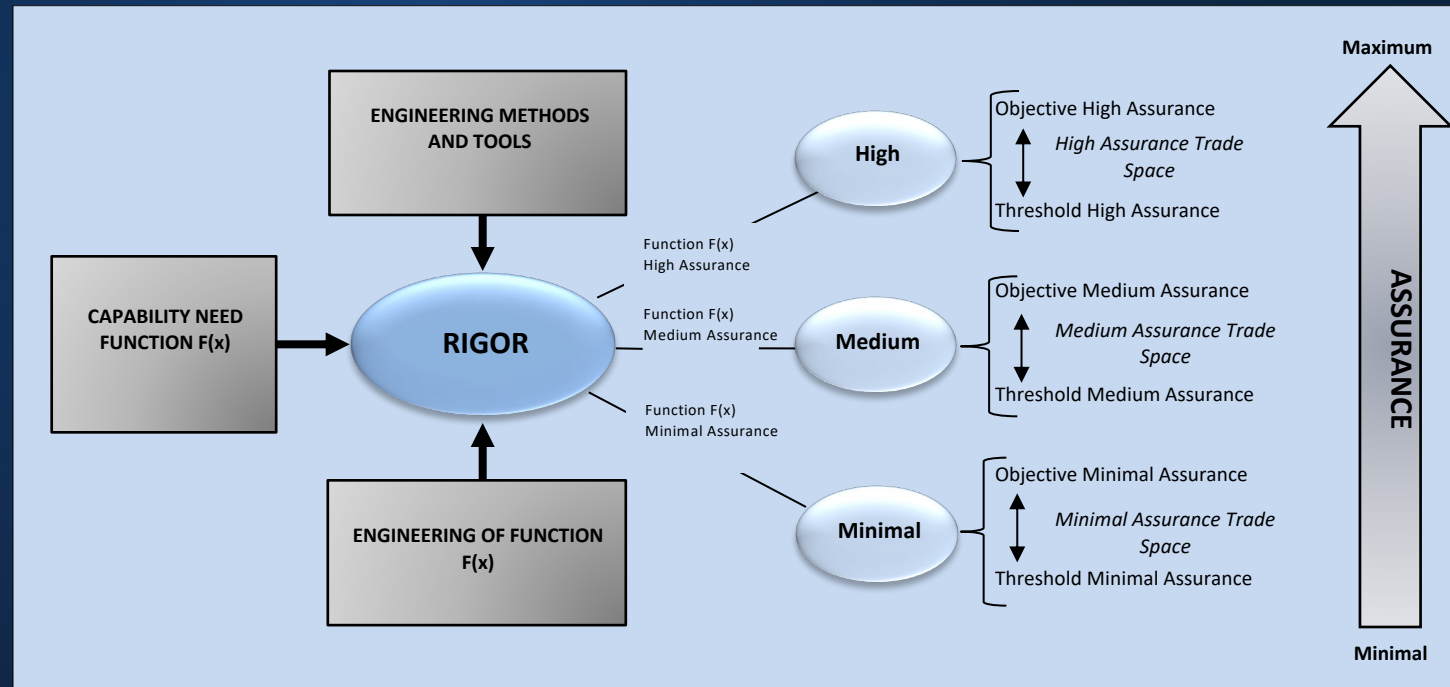 ENGINEERING METHODS
AND TOOLS
CAPABILITY NEED
FUNCTION F(x)
RIGOR
ENGINEERING OF FUNCTION
F(x)
Function F(x)
High Assurance
Function F(x)
Medium Assurance
Function F(x)
Minimal Assurance
High
Objective High Assurance
High Assurance Trade
Space
Threshold High Assurance
Medium
Objective Medium Assurance
Medium Assurance Trade
Space
Threshold Medium Assurance
Minimal
Objective Minimal Assurance
Minimal Assurance Trade
Space
Threshold Minimal Assurance
Maximum
ASSURANCE
Minimal